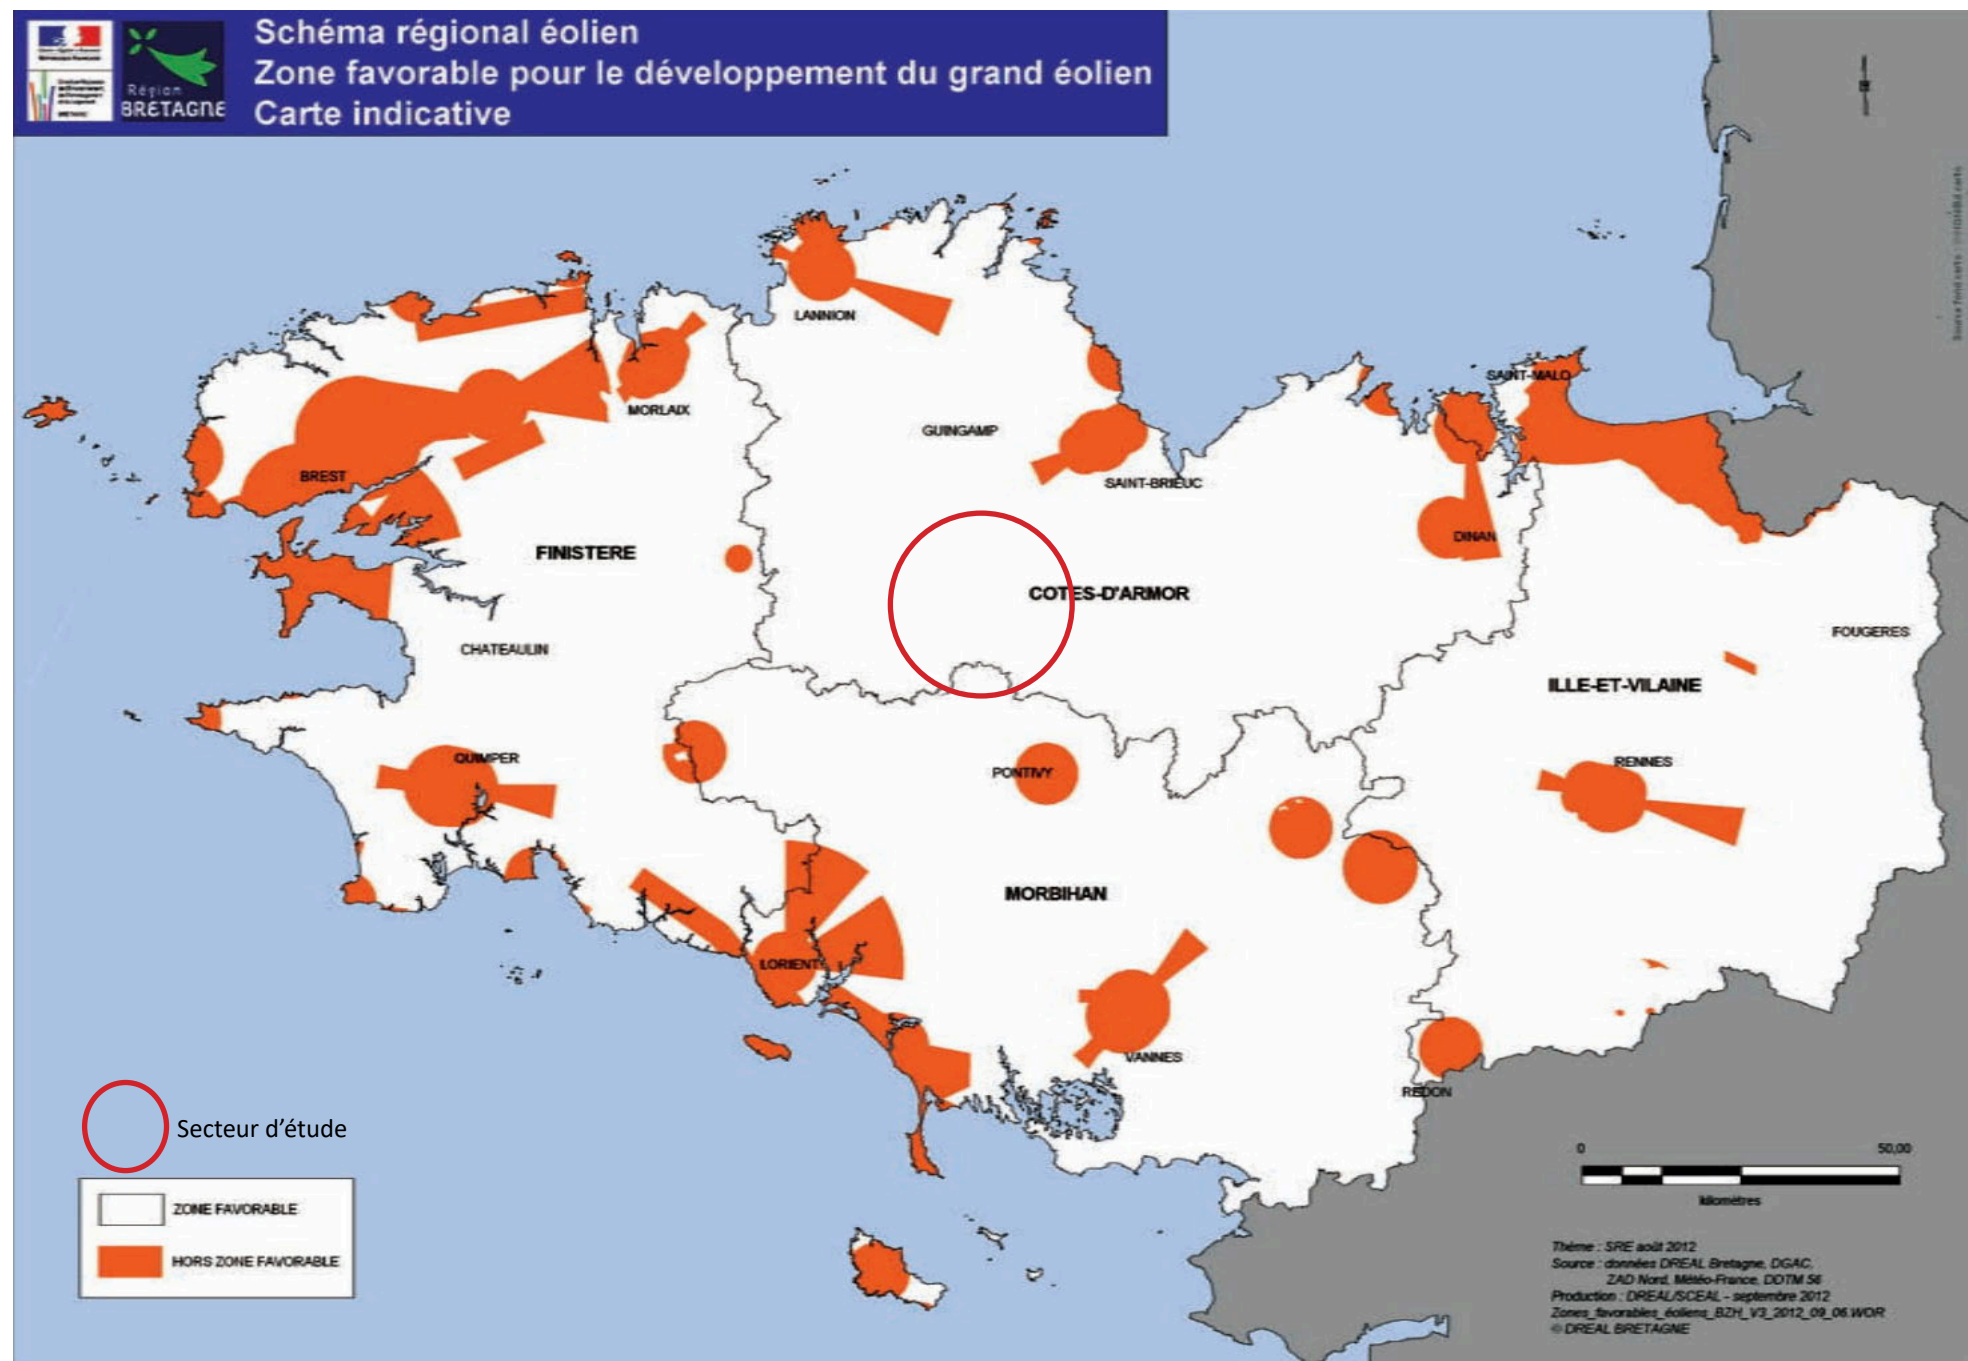 Région
BRETAGNE
Schéma régional éolien
Zone favorable pour le développement du grand éolien
Carte indicative
LANNION
SAINT-MALO
MORLAIX
GUINGAMP
BREST
SAINT-BRIEUC
DINAN
FINISTERE
COTES-D'ARMOR
FOUGERES
CHATEAULIN
ILLE-ET-VILAINE
QUIMPER
PONTIVY
RENNES
MORBIHAN
LORIENT
VANNES
REDON
Secteur d'étude
ZONE FAVORABLE
HORS ZONE FAVORABLE
0 50,00
kilomètres
Thème : SRE août 2012
Source : données DREAL Bretagne, DGAC,
ZAD Nord, Météo-France, DDTM 56
Production : DREAL/SCEAL - septembre 2012
Zones_favorables_éoliens_BZH_V3_2012_09_06.WOR
© DREAL BRETAGNE